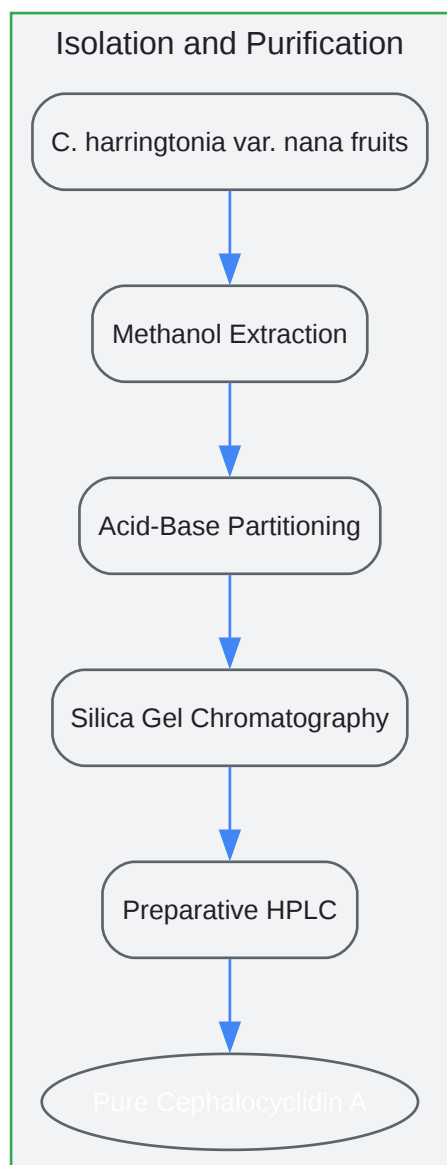 Isolation and Purification
C. harringtonia var. nana fruits
Methanol Extraction
Acid-Base Partitioning
Silica Gel Chromatography
Preparative HPLC
Pure Cephalocyclidin A